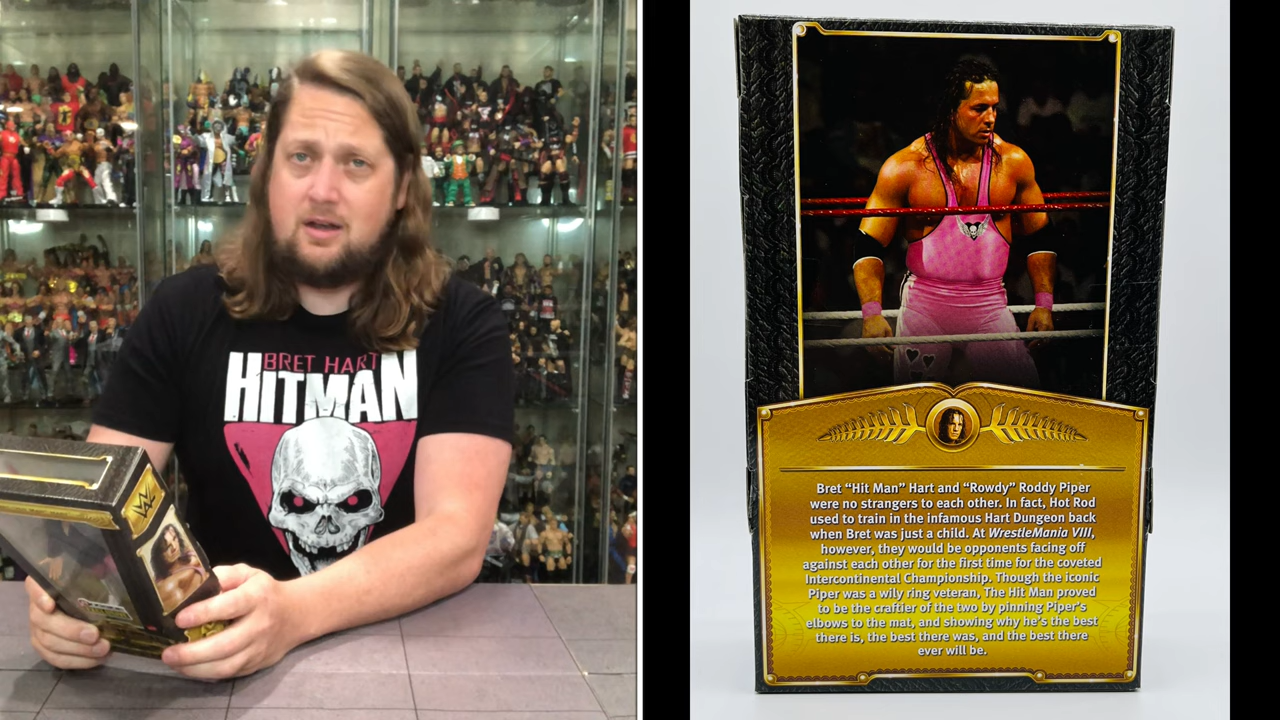 BRET HART
HITMAN
Bret “Hit Man” Hart and “Rowdy” Roddy Piper
were no strangers to each other. In fact, Hot Rod
used to train in the infamous Hart Dungeon back
when Bret was just a child. At WrestleMania VIII,
however, they would be opponents facing off
against each other for the first time for the coveted
Intercontinental Championship. Though the iconic
Piper was a wily ring veteran, The Hit Man proved
to be the craftier of the two by pinning Piper’s
elbows to the mat, and showing why he’s the best
there is, the best there was, and the best there
ever will be.